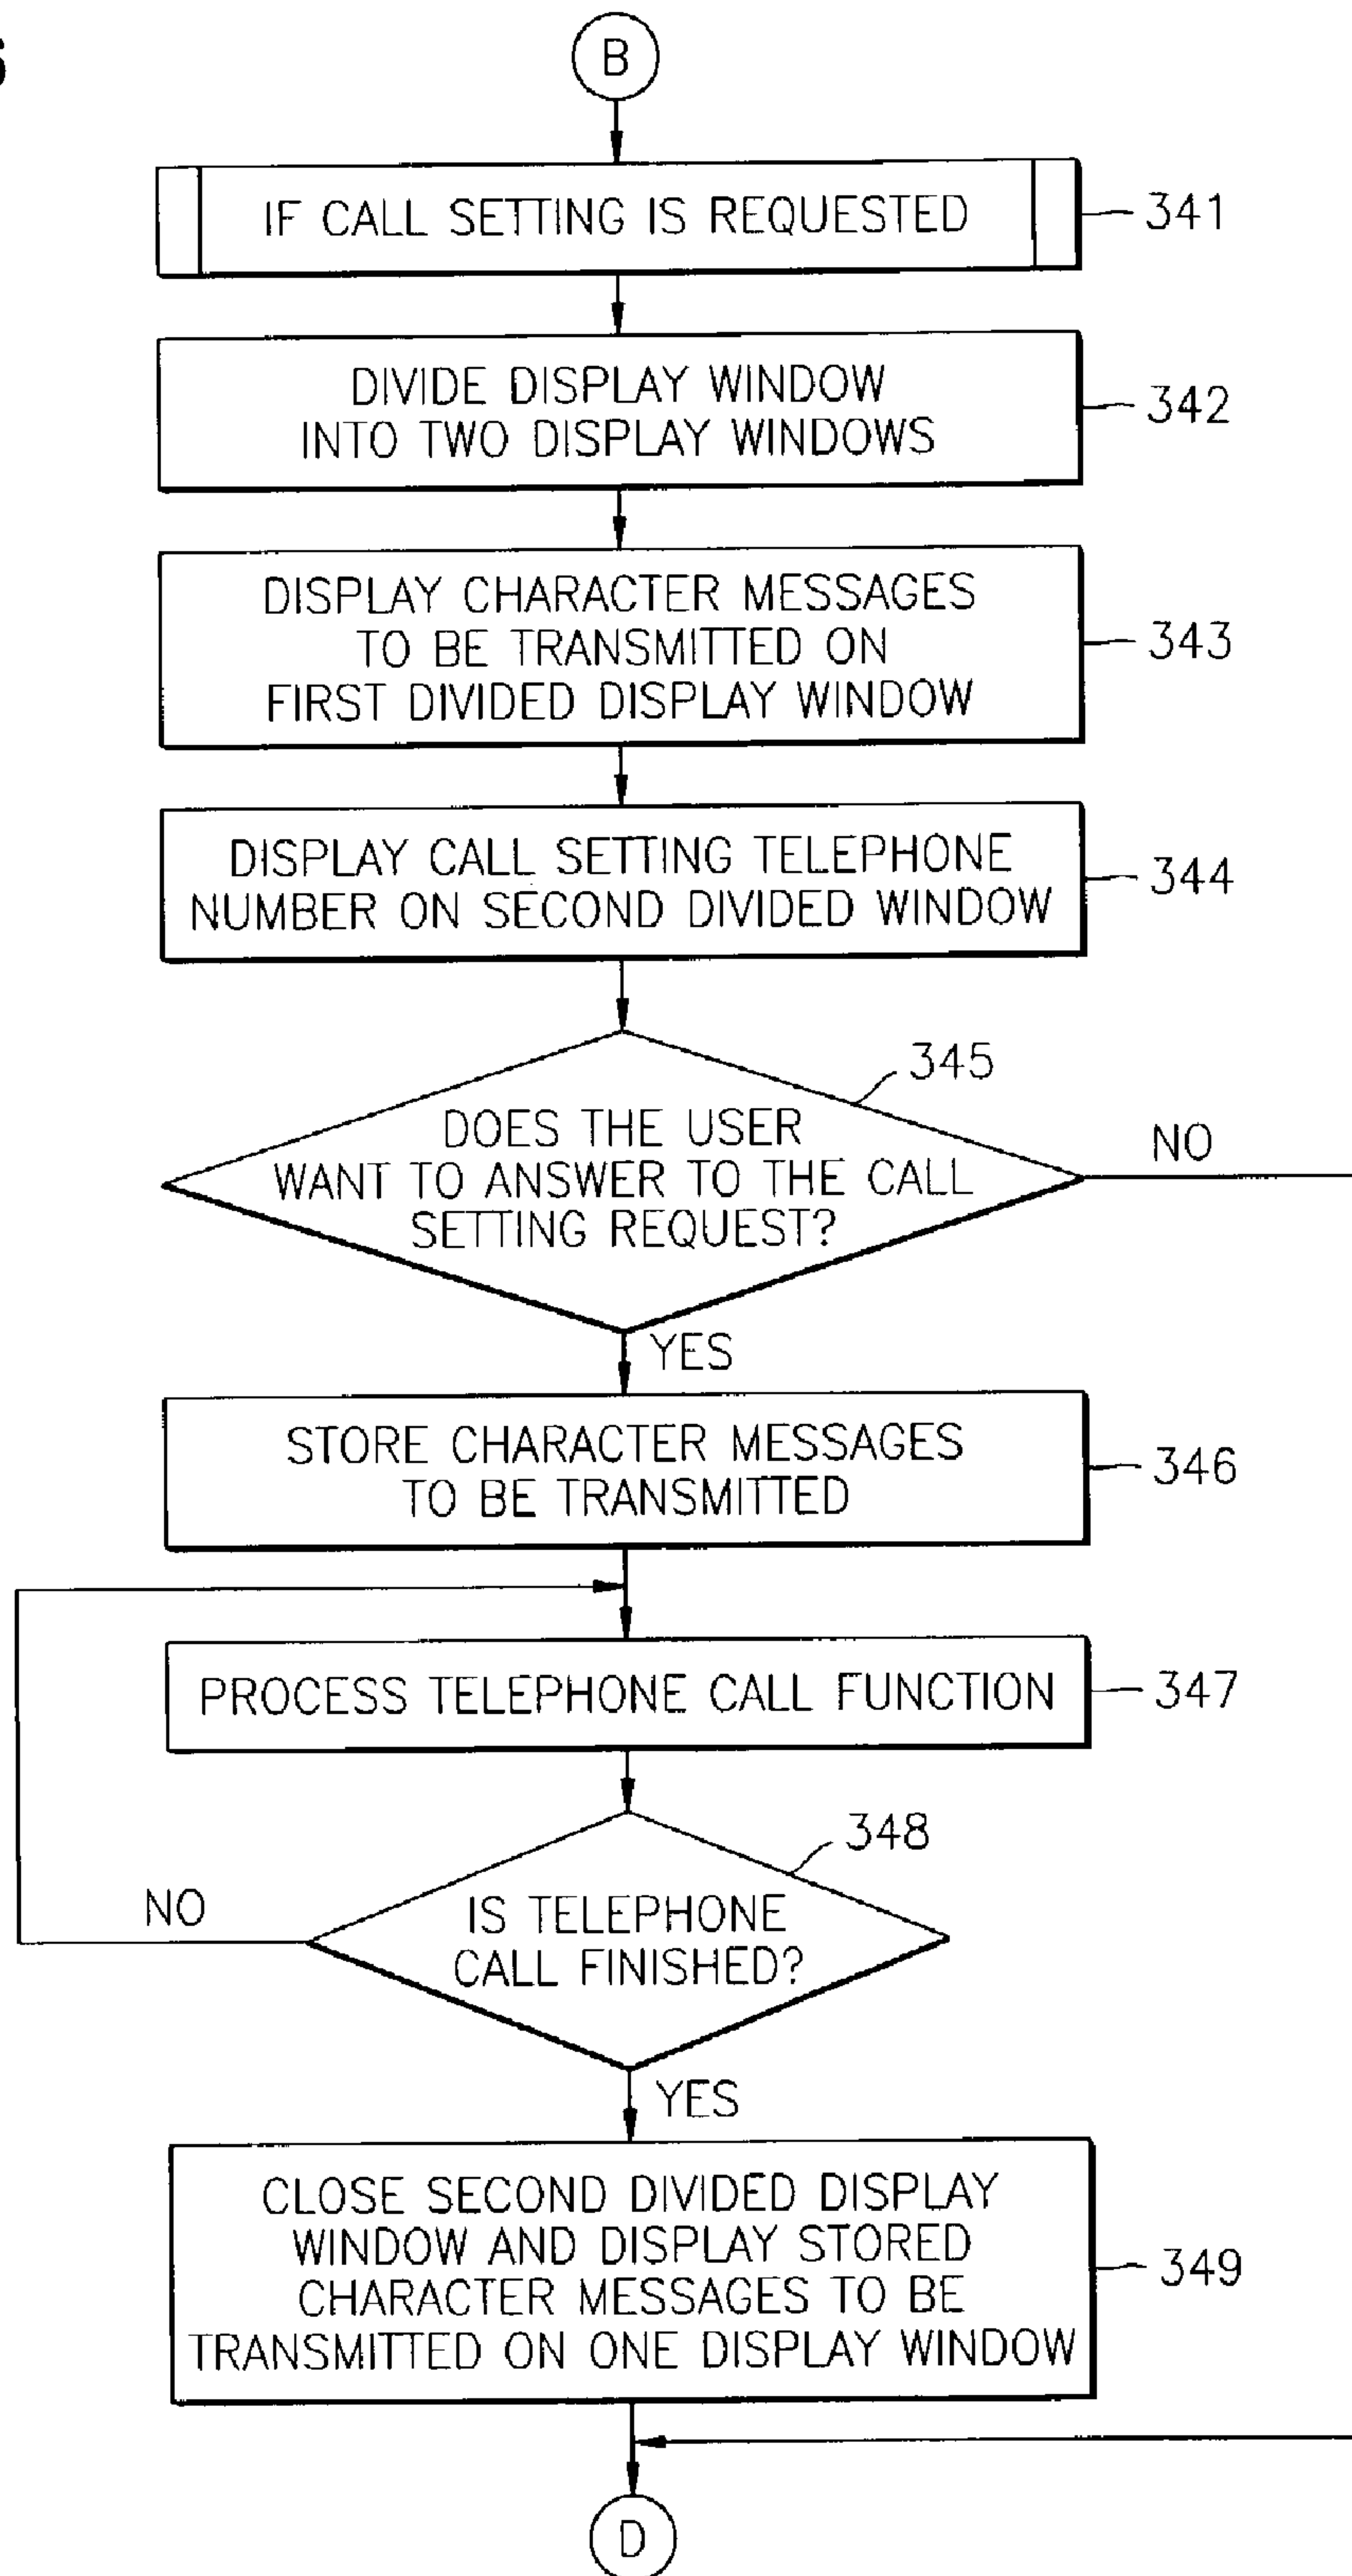 B
IF CALL SETTING IS REQUESTED
341
DIVIDE DISPLAY WINDOW
INTO TWO DISPLAY WINDOWS
342
DISPLAY CHARACTER MESSAGES
TO BE TRANSMITTED ON
FIRST DIVIDED DISPLAY WINDOW
343
DISPLAY CALL SETTING TELEPHONE
NUMBER ON SECOND DIVIDED WINDOW
344
345
DOES THE USER
WANT TO ANSWER TO THE CALL
SETTING REQUEST?
NO
YES
STORE CHARACTER MESSAGES
TO BE TRANSMITTED
346
PROCESS TELEPHONE CALL FUNCTION
347
348
IS TELEPHONE
CALL FINISHED?
NO
YES
CLOSE SECOND DIVIDED DISPLAY
WINDOW AND DISPLAY STORED
CHARACTER MESSAGES TO BE
TRANSMITTED ON ONE DISPLAY WINDOW
349
D